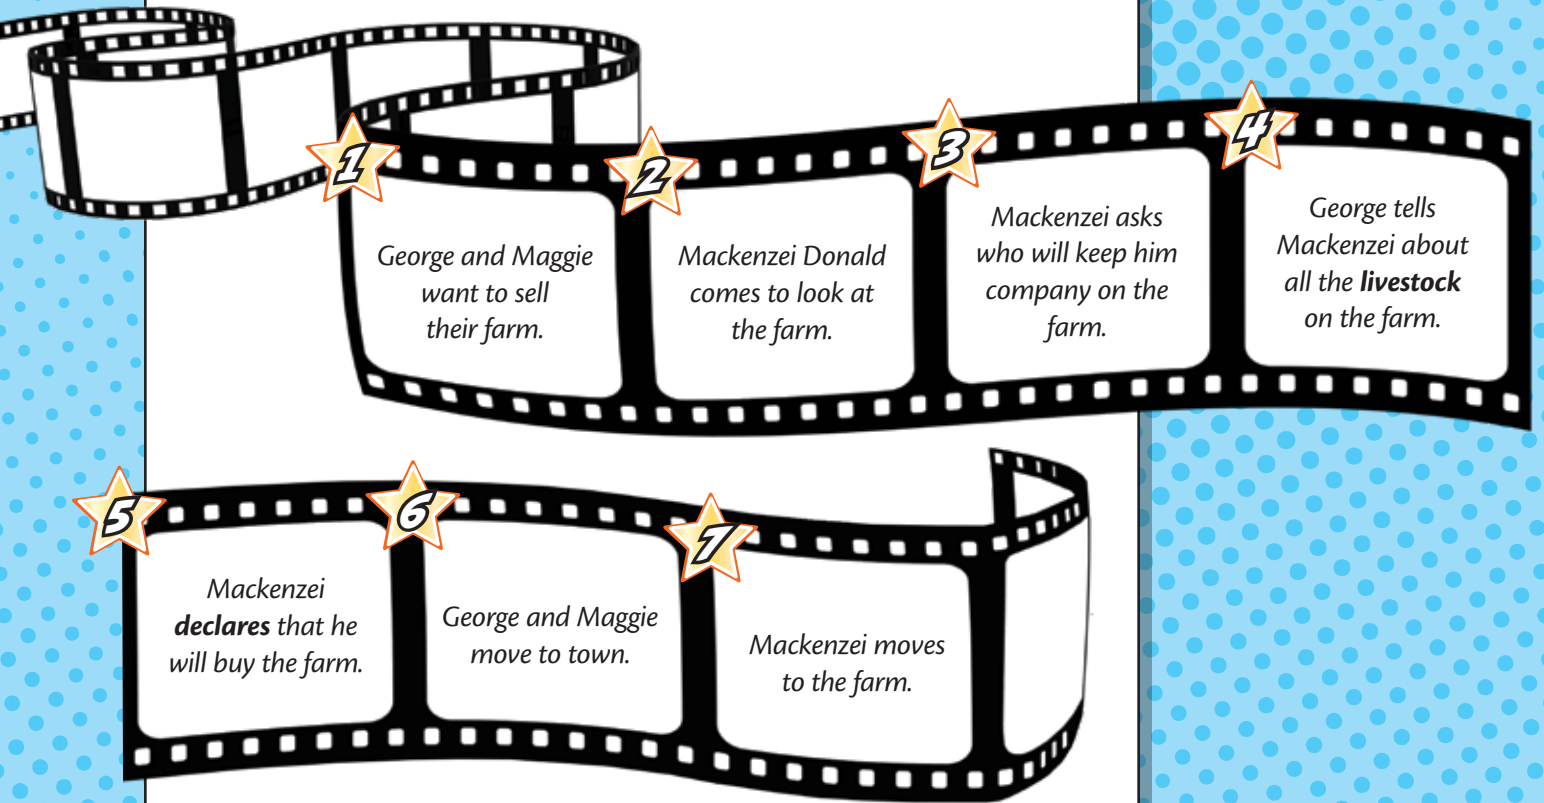 1
George and Maggie
want to sell
their farm.
2
Mackenzei Donald
comes to look at
the farm.
3
Mackenzei asks
who will keep him
company on the
farm.
4
George tells
Mackenzei about
all the livestock
on the farm.
5
Mackenzei
declares that he
will buy the farm.
6
George and Maggie
move to town.
7
Mackenzei moves
to the farm.